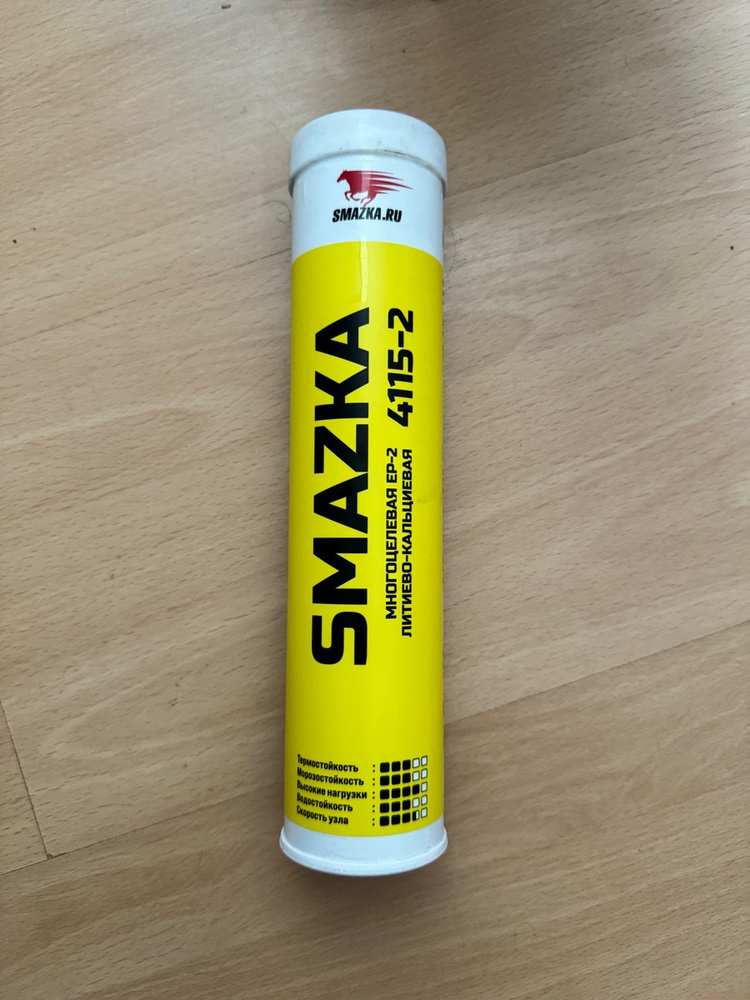 SMAZKA.RU
SMAZKA
4115-2
МНОГОЦЕЛЕВАЯ EP-2
ЛИТИЕВО-КАЛЬЦИЕВАЯ
Термостойкость
Морозостойкость
Высокие нагрузки
Водостойкость
Скорость узла